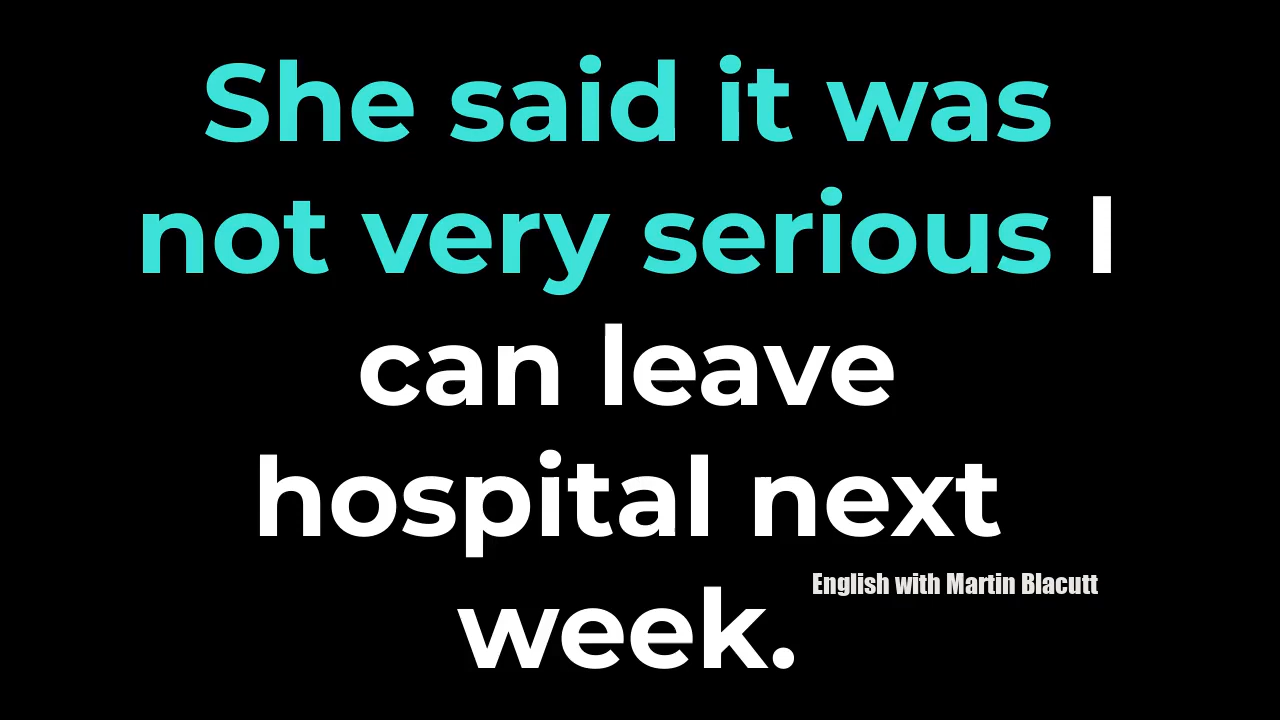 She said it was
not very serious I
can leave
hospital next
week.
English with Martin Blacutt